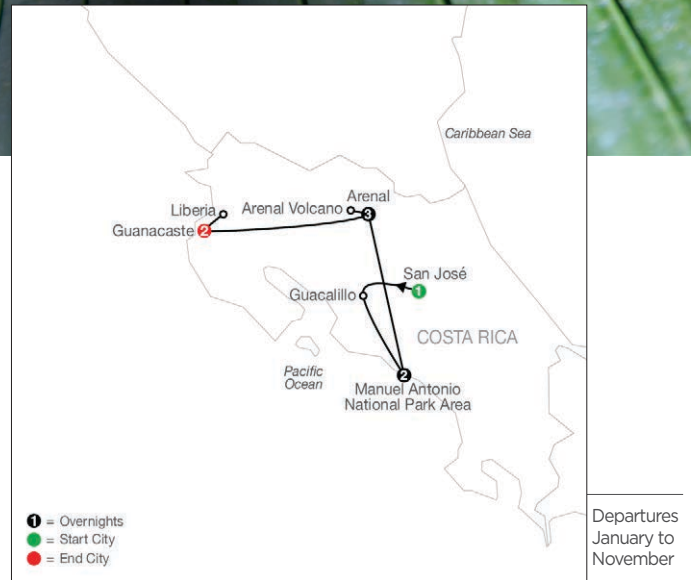 Caribbean Sea
Arenal
Liberia
Arenal Volcano
3
Guanacaste 2
San José
1
Guacalillo
COSTA RICA
Pacific
Ocean
2
Manuel Antonio
National Park Area
1 = Overnights
= Start City
= End City
Departures
January to
November